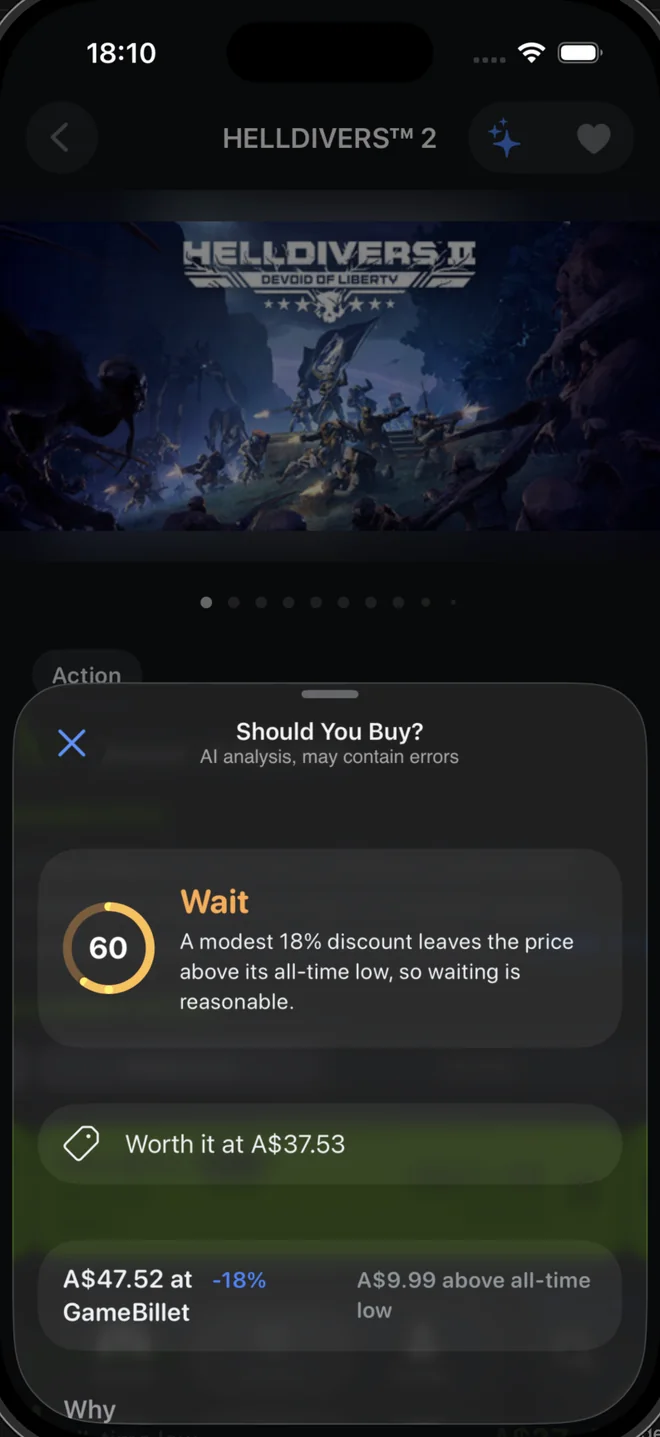 18:10
HELLDIVERS™ 2
HELLDIVERS II
DEVOID OF LIBERTY
Action
Should You Buy?
AI analysis, may contain errors
60
Wait
A modest 18% discount leaves the price
above its all-time low, so waiting is
reasonable.
Worth it at A$37.53
A$47.52 at -18%
GameBillet
A$9.99 above all-time
low
Why